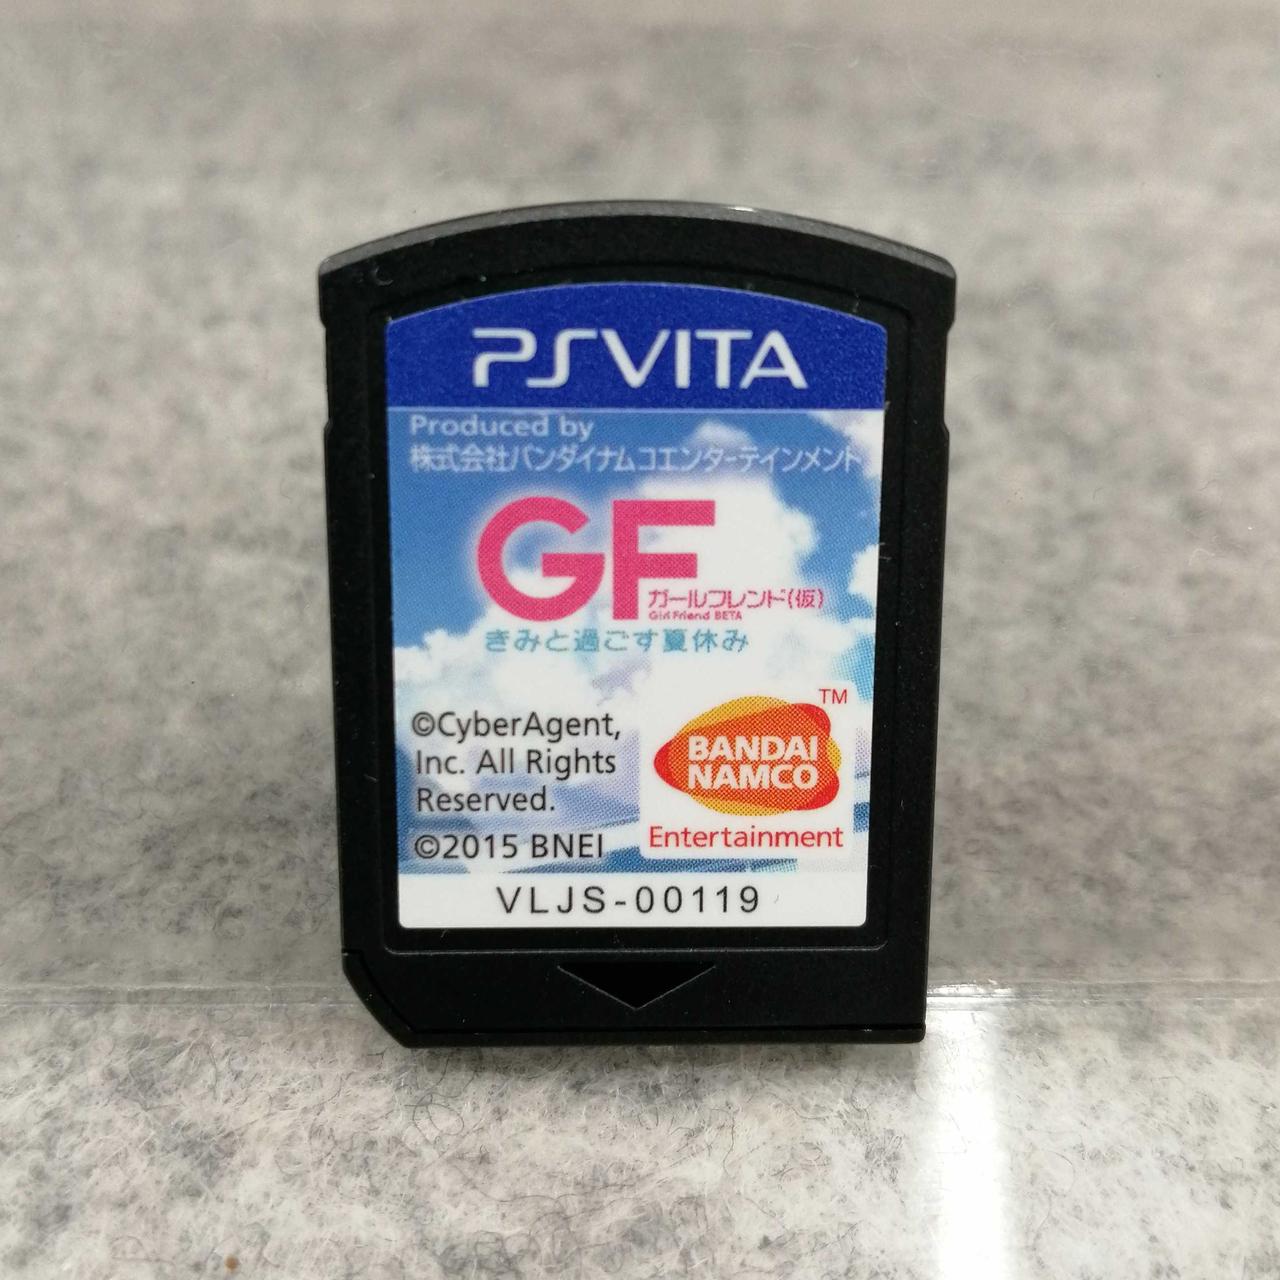 PSVITA
Produced by
株式会社バンダイナムコエンターテインメント
GF
ガールフレンド(仮)
Girl Friend BETA
きみと過ごす夏休み
©CyberAgent,
Inc. All Rights
Reserved.
©2015 BNEI
TM
BANDAI
NAMCO
Entertainment
VLJS-00119